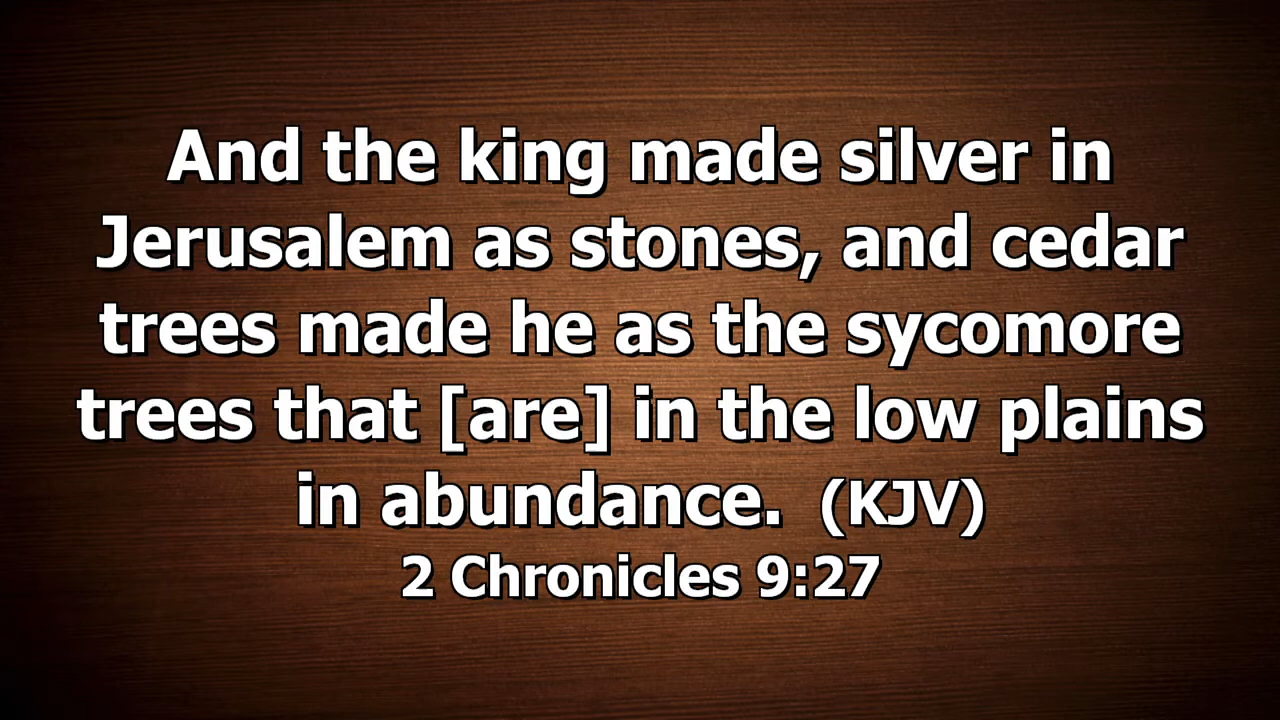 And the king made silver in
Jerusalem as stones, and cedar
trees made he as the sycomore
trees that [are] in the low plains
in abundance. (KJV)
2 Chronicles 9:27